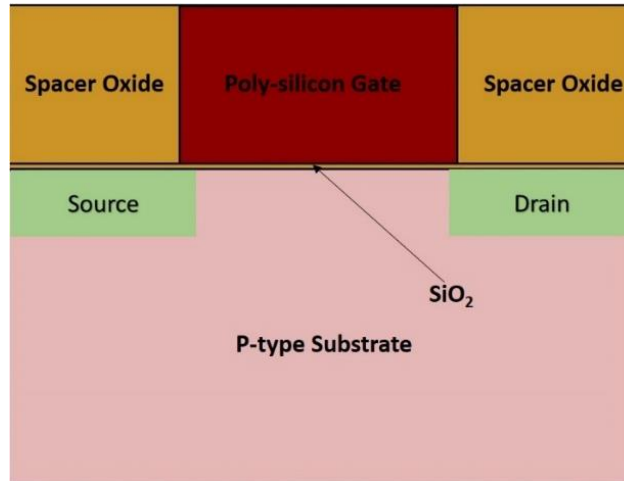 Spacer Oxide
Poly-silicon Gate
Spacer Oxide
Source
Drain
SiO₂
P-type Substrate